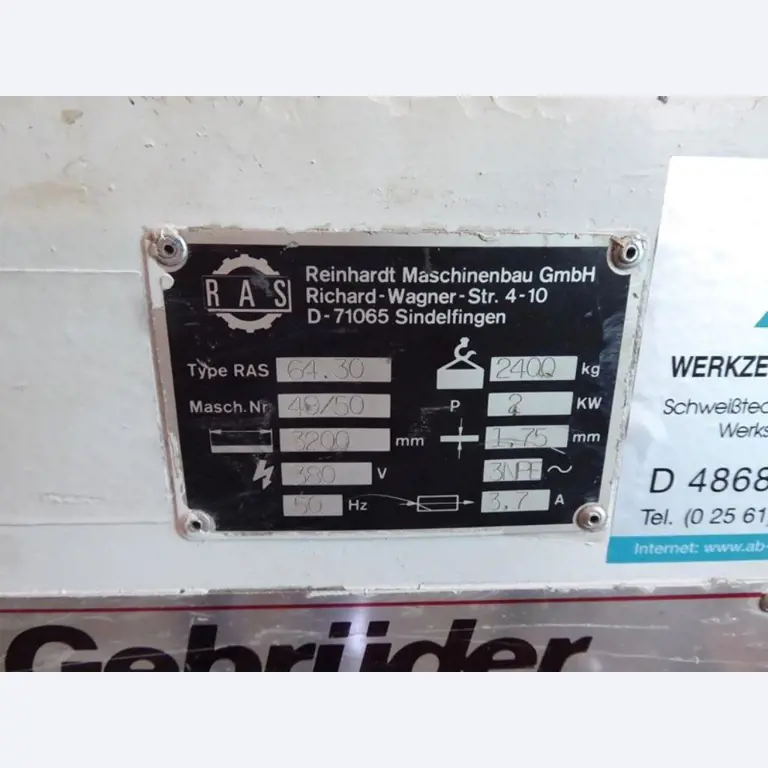 RAS
Reinhardt Maschinenbau GmbH
Richard-Wagner-Str. 4-10
D-71065 Sindelfingen
Type RAS 64.30 2400 kg
Masch.Nr 49/50 P 2 KW
3200 mm 1,75 mm
380 V 3NPE ~
50 Hz 3,7 A
WERKZE
Schweißtec
Werks
D 4868
Tel. (0 25 61)
Internet: www.ab-
Gebrüder